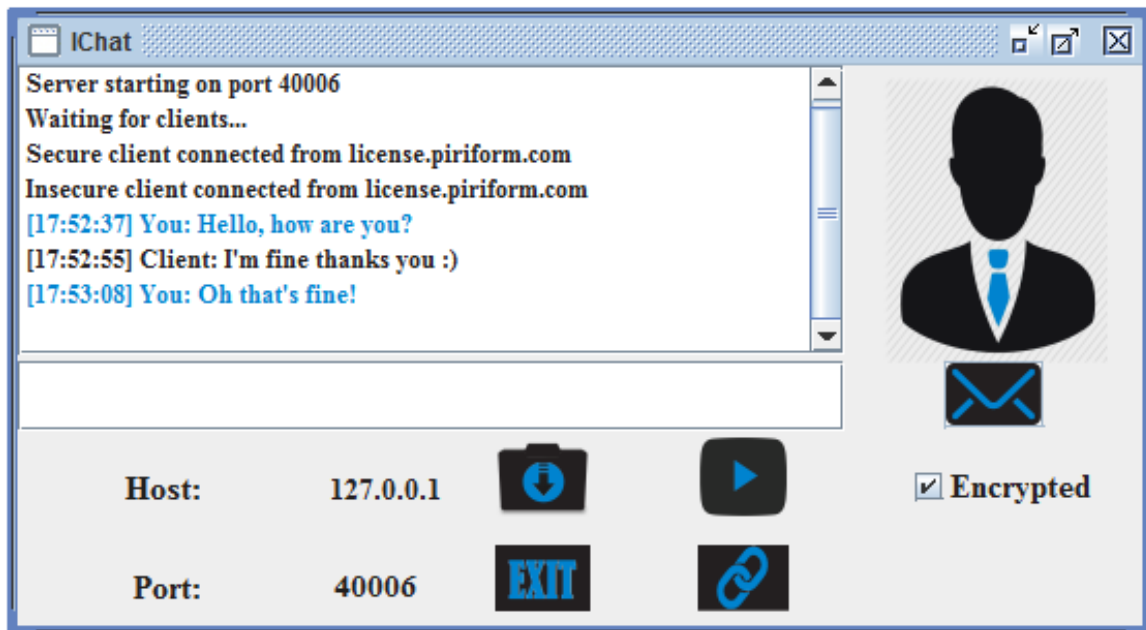 IChat
Server starting on port 40006
Waiting for clients...
Secure client connected from license.piriform.com
Insecure client connected from license.piriform.com
[17:52:37] You: Hello, how are you?
[17:52:55] Client: I'm fine thanks you :)
[17:53:08] You: Oh that's fine!
Host: 127.0.0.1
Encrypted
Port: 40006
EXIT